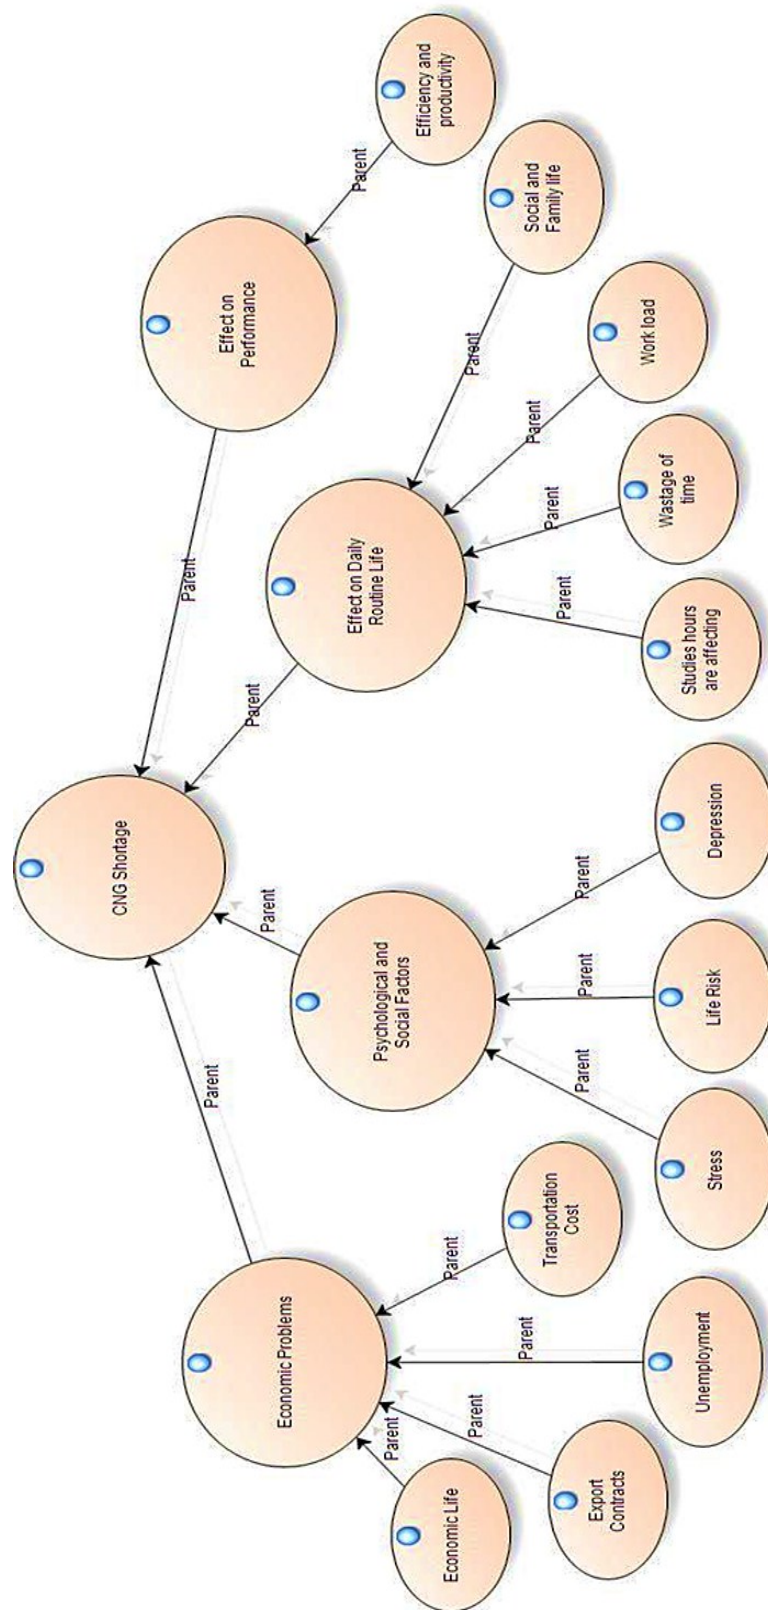 CNG Shortage
Parent
Parent
Parent
Parent
Economic Problems
Psychological and
Social Factors
Effect on Daily
Routine Life
Effect on
Performance
Parent
Parent
Parent
Parent
Parent
Parent
Parent
Parent
Parent
Parent
Parent
Parent
Economic Life
Export
Contracts
Unemployment
Transportation
Cost
Stress
Life Risk
Depression
Studies hours
are affecting
Wastage of
time
Work load
Social and
Family life
Efficiency and
productivity